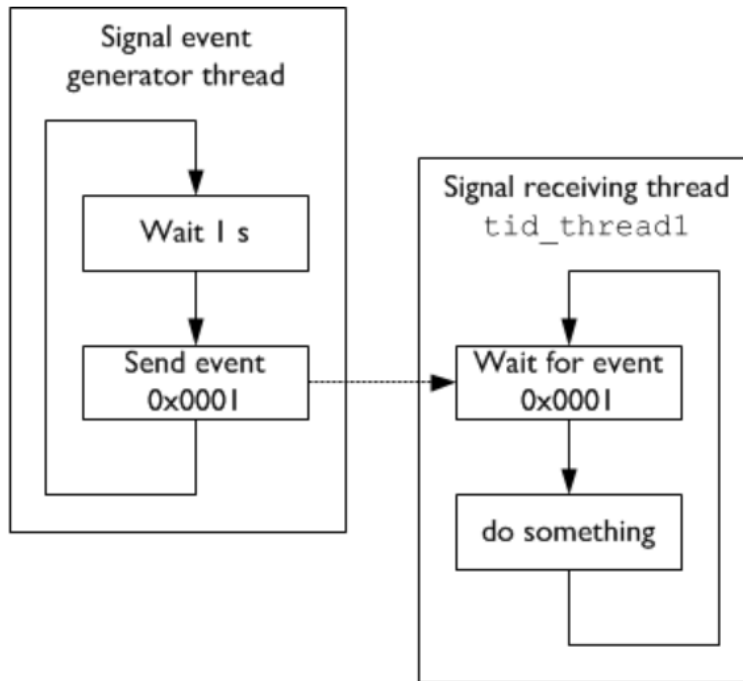 Signal event
generator thread
Wait 1 s
Send event
0x0001
Signal receiving thread
tid_thread1
Wait for event
0x0001
do something